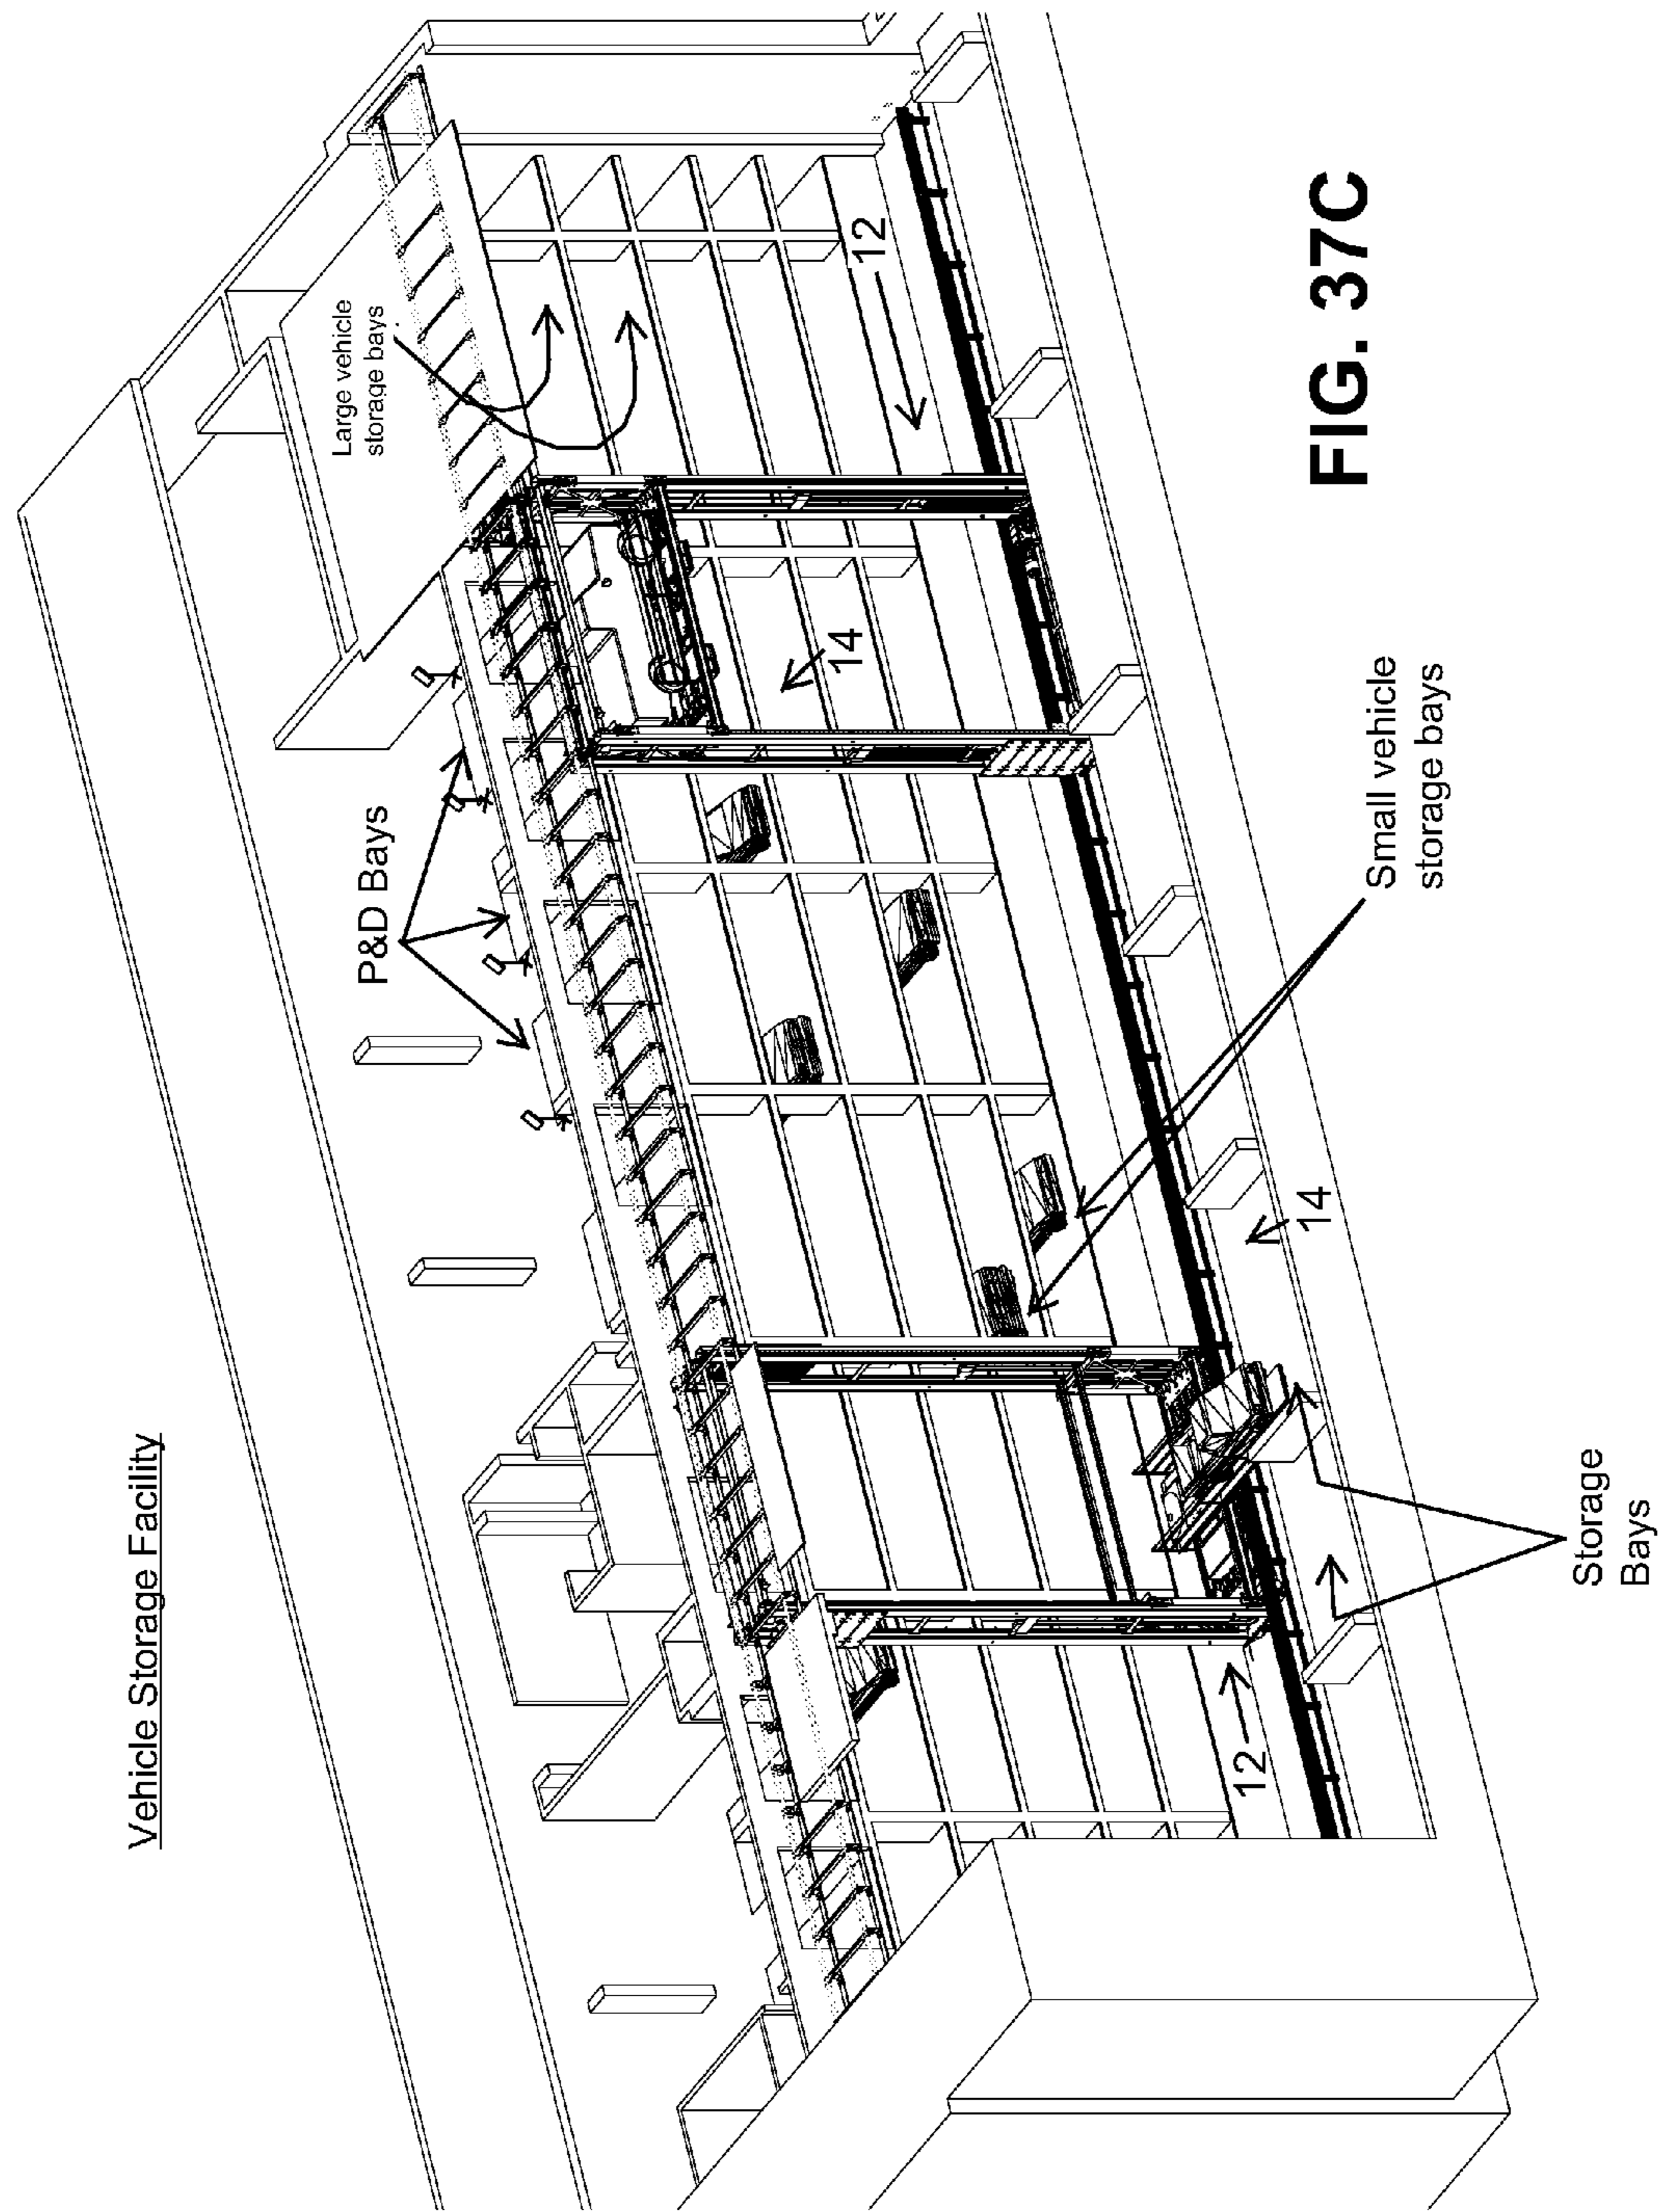 Vehicle Storage Facility
P&D Bays
Large vehicle
storage bays
12
14
Small vehicle
storage bays
14
12
Storage
Bays
FIG. 37C